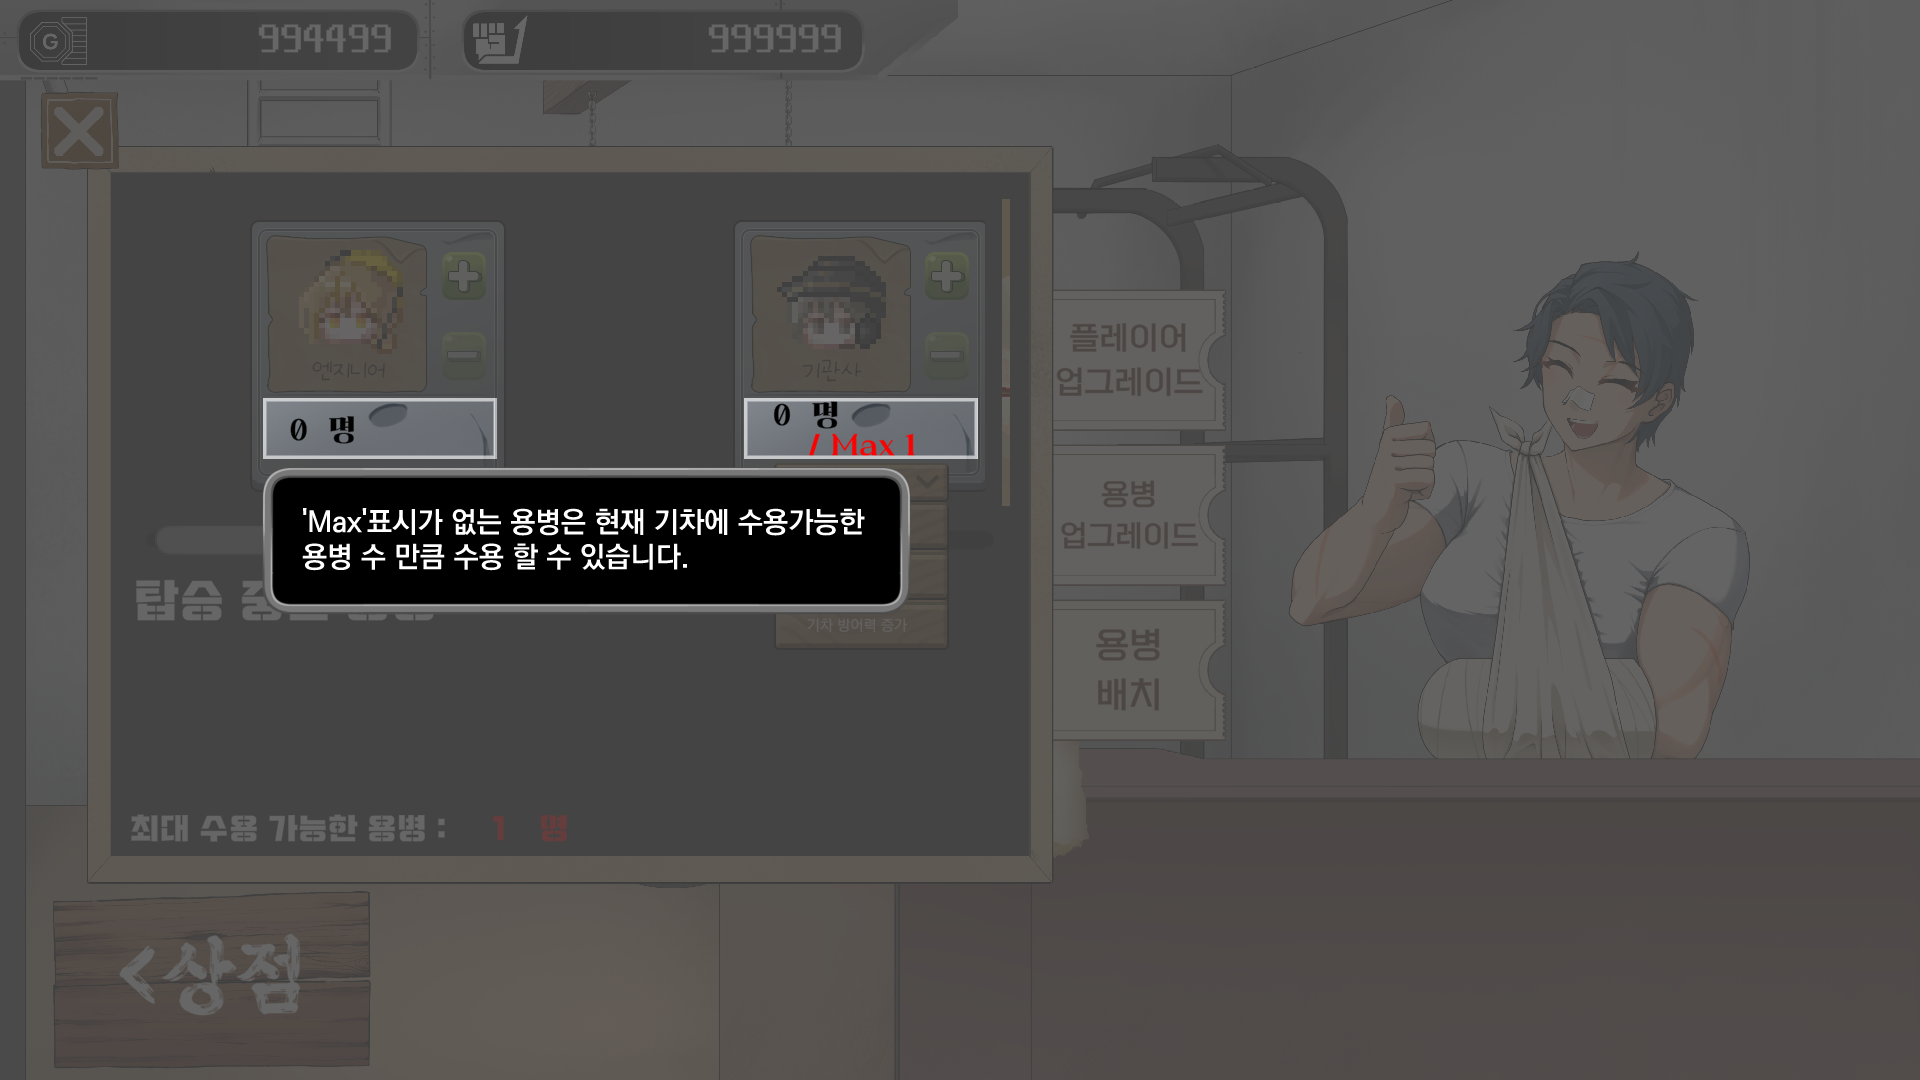 G 994499
999999
엔지니어
기관사
0 명
0 명
/ Max 1
플레이어
업그레이드
용병
업그레이드
'Max'표시가 없는 용병은 현재 기차에 수용가능한
용병 수 만큼 수용 할 수 있습니다.
탑승
기차 방어력 증가
용병
배치
최대 수용 가능한 용병 : 1 명
<상점